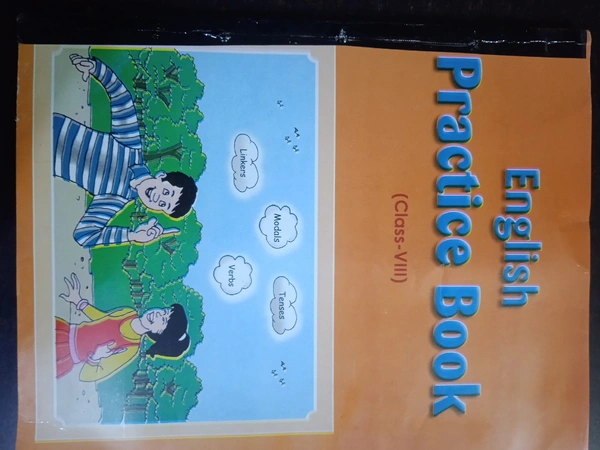 English
Practice Book
(Class-VIII)
Linkers
Modals
Verbs
Tenses